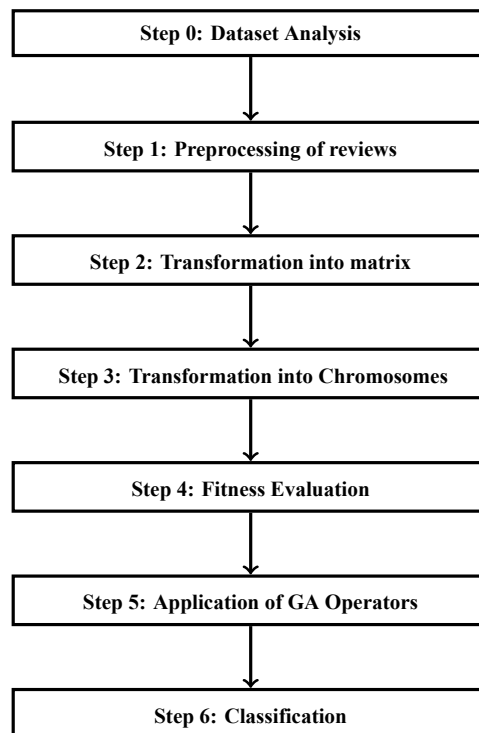 Step 0: Dataset Analysis
Step 1: Preprocessing of reviews
Step 2: Transformation into matrix
Step 3: Transformation into Chromosomes
Step 4: Fitness Evaluation
Step 5: Application of GA Operators
Step 6: Classification